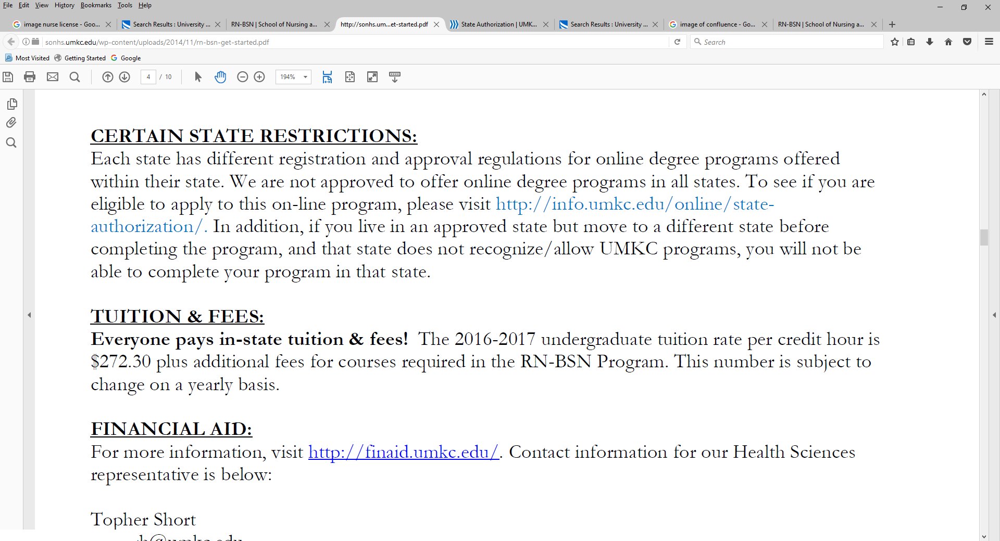 File Edit View History Bookmarks Tools Help
image nurse license - Goo...
Search Results : University ...
RN-BSN | School of Nursing a...
http://sonhs.um...et-started.pdf
State Authorization | UMK...
Search Results : University ...
image of confluence - Go...
RN-BSN | School of Nursing a...
sonhs.umkc.edu/wp-content/uploads/2014/11/rn-bsn-get-started.pdf
Search
Most Visited Getting Started Google
4 / 10
194%
CERTAIN STATE RESTRICTIONS:
Each state has different registration and approval regulations for online degree programs offered
within their state. We are not approved to offer online degree programs in all states. To see if you are
eligible to apply to this on-line program, please visit http://info.umkc.edu/online/state-
authorization/. In addition, if you live in an approved state but move to a different state before
completing the program, and that state does not recognize/allow UMKC programs, you will not be
able to complete your program in that state.
TUITION & FEES:
Everyone pays in-state tuition & fees! The 2016-2017 undergraduate tuition rate per credit hour is
$272.30 plus additional fees for courses required in the RN-BSN Program. This number is subject to
change on a yearly basis.
FINANCIAL AID:
For more information, visit http://finaid.umkc.edu/. Contact information for our Health Sciences
representative is below:
Topher Short